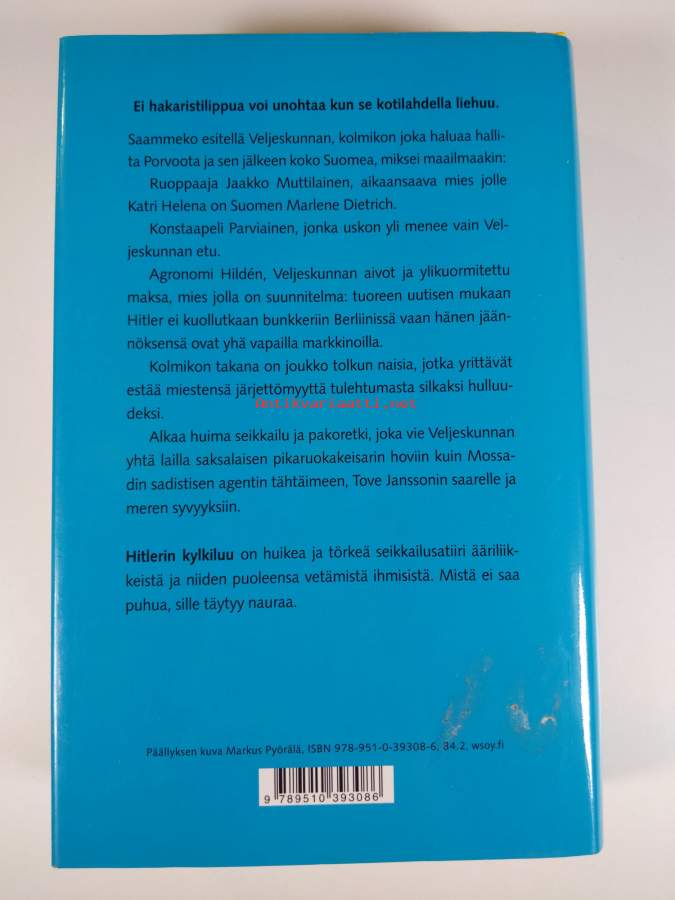 Ei hakaristilippua voi unohtaa kun se kotilahdella liehuu.
Saammeko esitellä Veljeskunnan, kolmikon joka haluaa halli-
ta Porvoota ja sen jälkeen koko Suomea, miksei maailmaakin:
Ruoppaaja Jaakko Muttilainen, aikaansaava mies jolle
Katri Helena on Suomen Marlene Dietrich.
Konstaapeli Parviainen, jonka uskon yli menee vain Vel-
jeskunnan etu.
Agronomi Hildén, Veljeskunnan aivot ja ylikuormitettu
maksa, mies jolla on suunnitelma: tuoreen uutisen mukaan
Hitler ei kuollutkaan bunkkeriin Berliinissä vaan hänen jään-
nöksensä ovat yhä vapailla markkinoilla.
Kolmikon takana on joukko tolkun naisia, jotka yrittävät
estää miestensä järjettömyyttä tulehtumasta silkaksi hulluu-
deksi.
Antikvariaatti.net
Alkaa huima seikkailu ja pakoretki, joka vie Veljeskunnan
yhtä lailla saksalaisen pikaruokakeisarin hoviin kuin Mossa-
din sadistisen agentin tähtäimeen, Tove Janssonin saarelle ja
meren syvyyksiin.
Hitlerin kylkiluu on huikea ja törkeä seikkailusatiiri ääriliik-
keistä ja niiden puoleensa vetämistä ihmisistä. Mistä ei saa
puhua, sille täytyy nauraa.
Päällyksen kuva Markus Pyörälä, ISBN 978-951-0-39308-6, 84.2, wsoy.fi
9 789510 393086